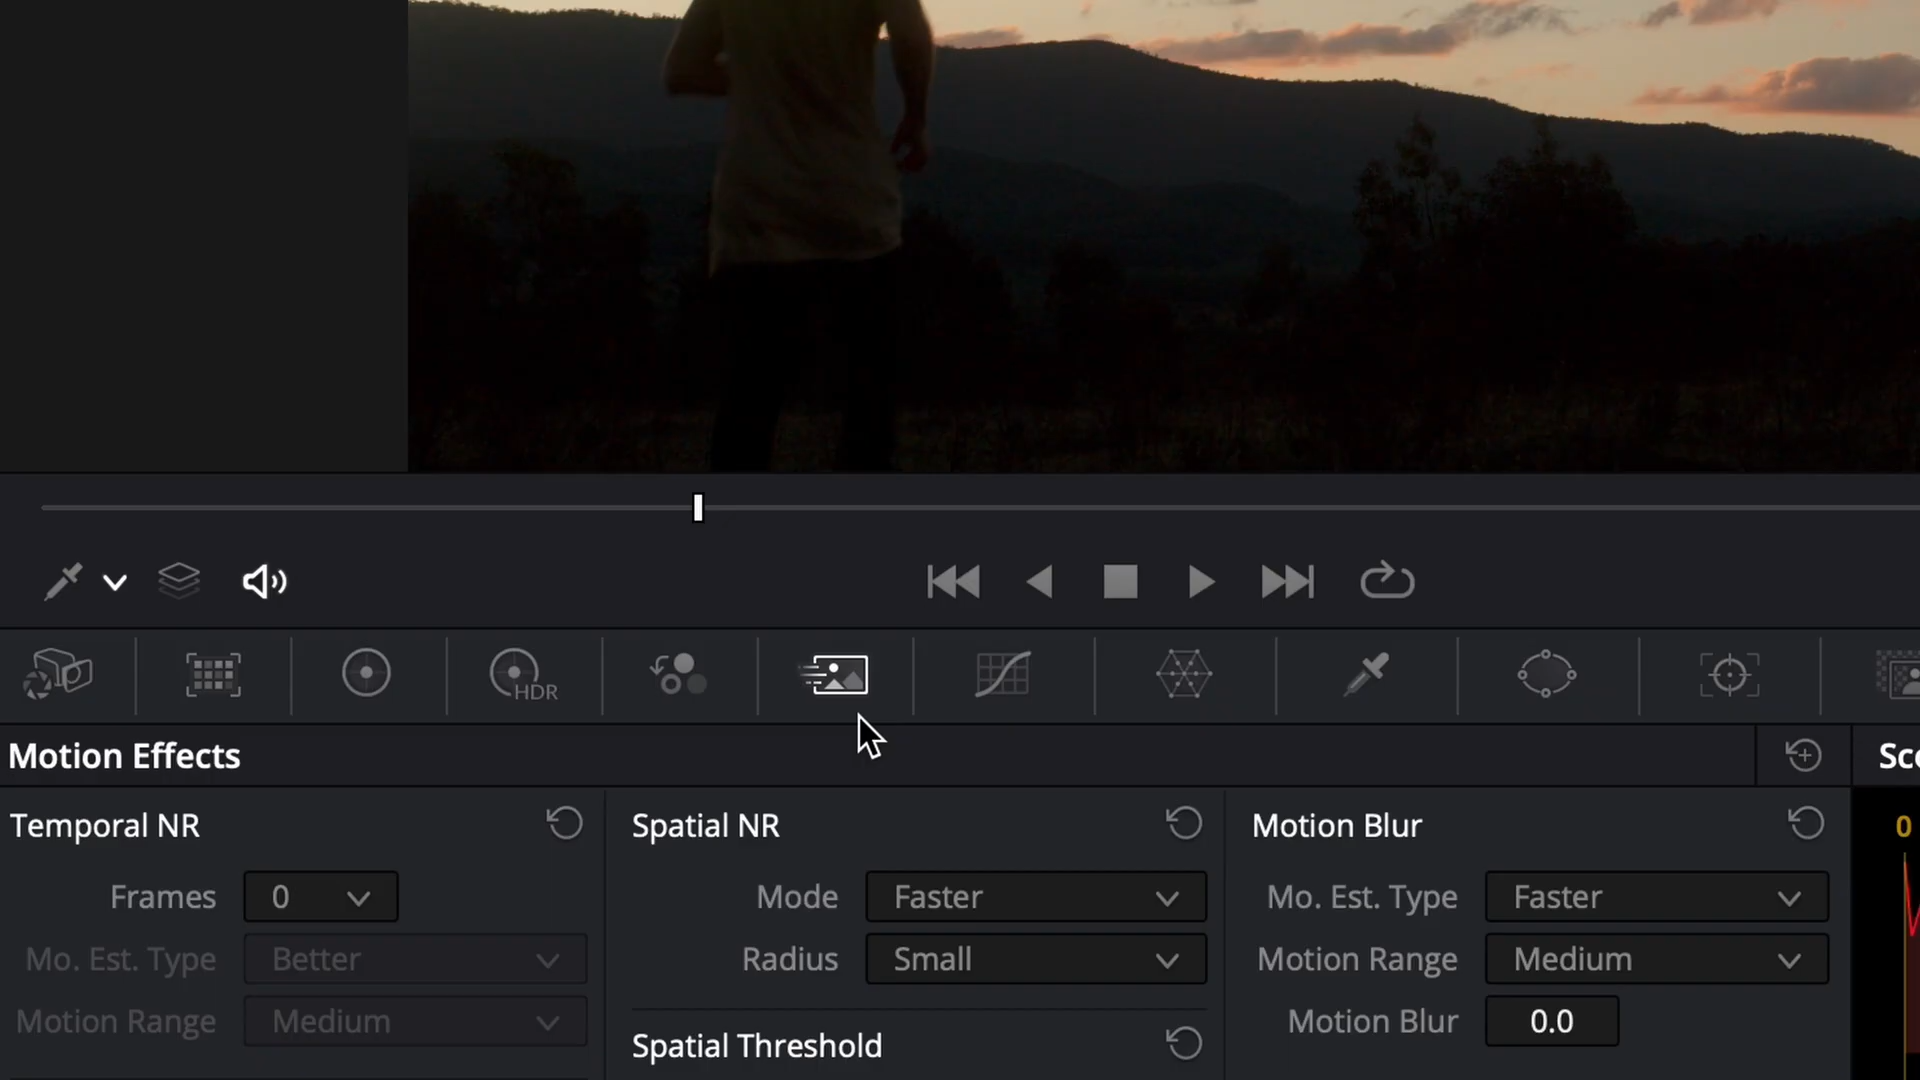 HDR
Motion Effects
Temporal NR
Frames 0
Mo. Est. Type Better
Motion Range Medium
Spatial NR
Mode Faster
Radius Small
Spatial Threshold
Motion Blur
Mo. Est. Type Faster
Motion Range Medium
Motion Blur 0.0
Sco
0